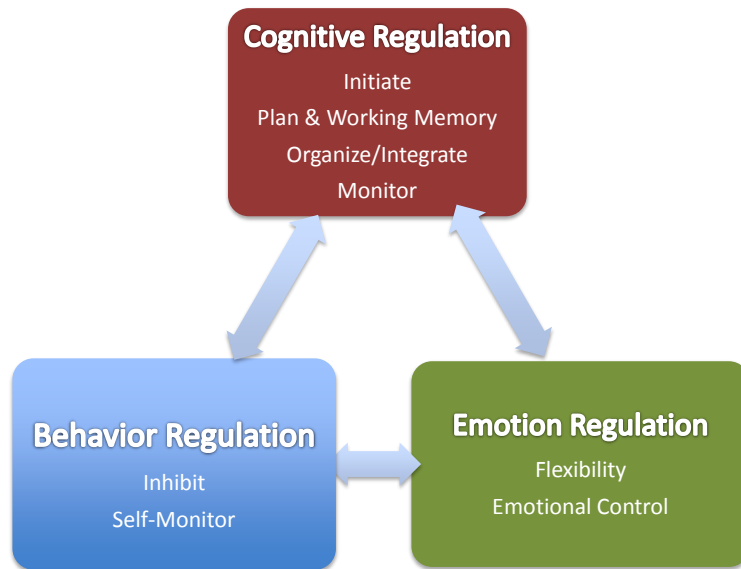 Cognitive Regulation
Initiate
Plan & Working Memory
Organize/Integrate
Monitor
Behavior Regulation
Inhibit
Self-Monitor
Emotion Regulation
Flexibility
Emotional Control